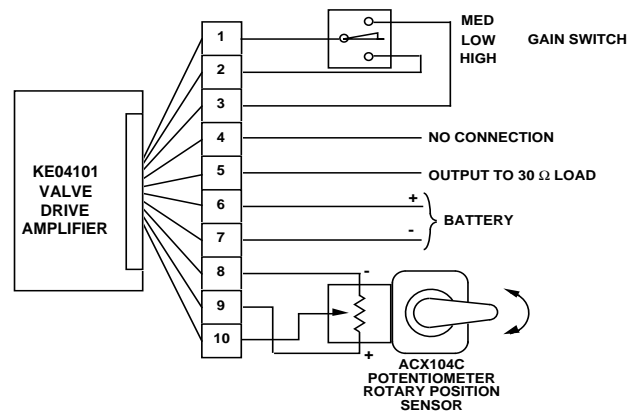 1
2
3
4
5
6
7
8
9
10
KE04101
VALVE
DRIVE
AMPLIFIER
MED
LOW
HIGH
GAIN SWITCH
NO CONNECTION
OUTPUT TO 30 Ω LOAD
+
-
BATTERY
-
+
ACX104C
POTENTIOMETER
ROTARY POSITION
SENSOR